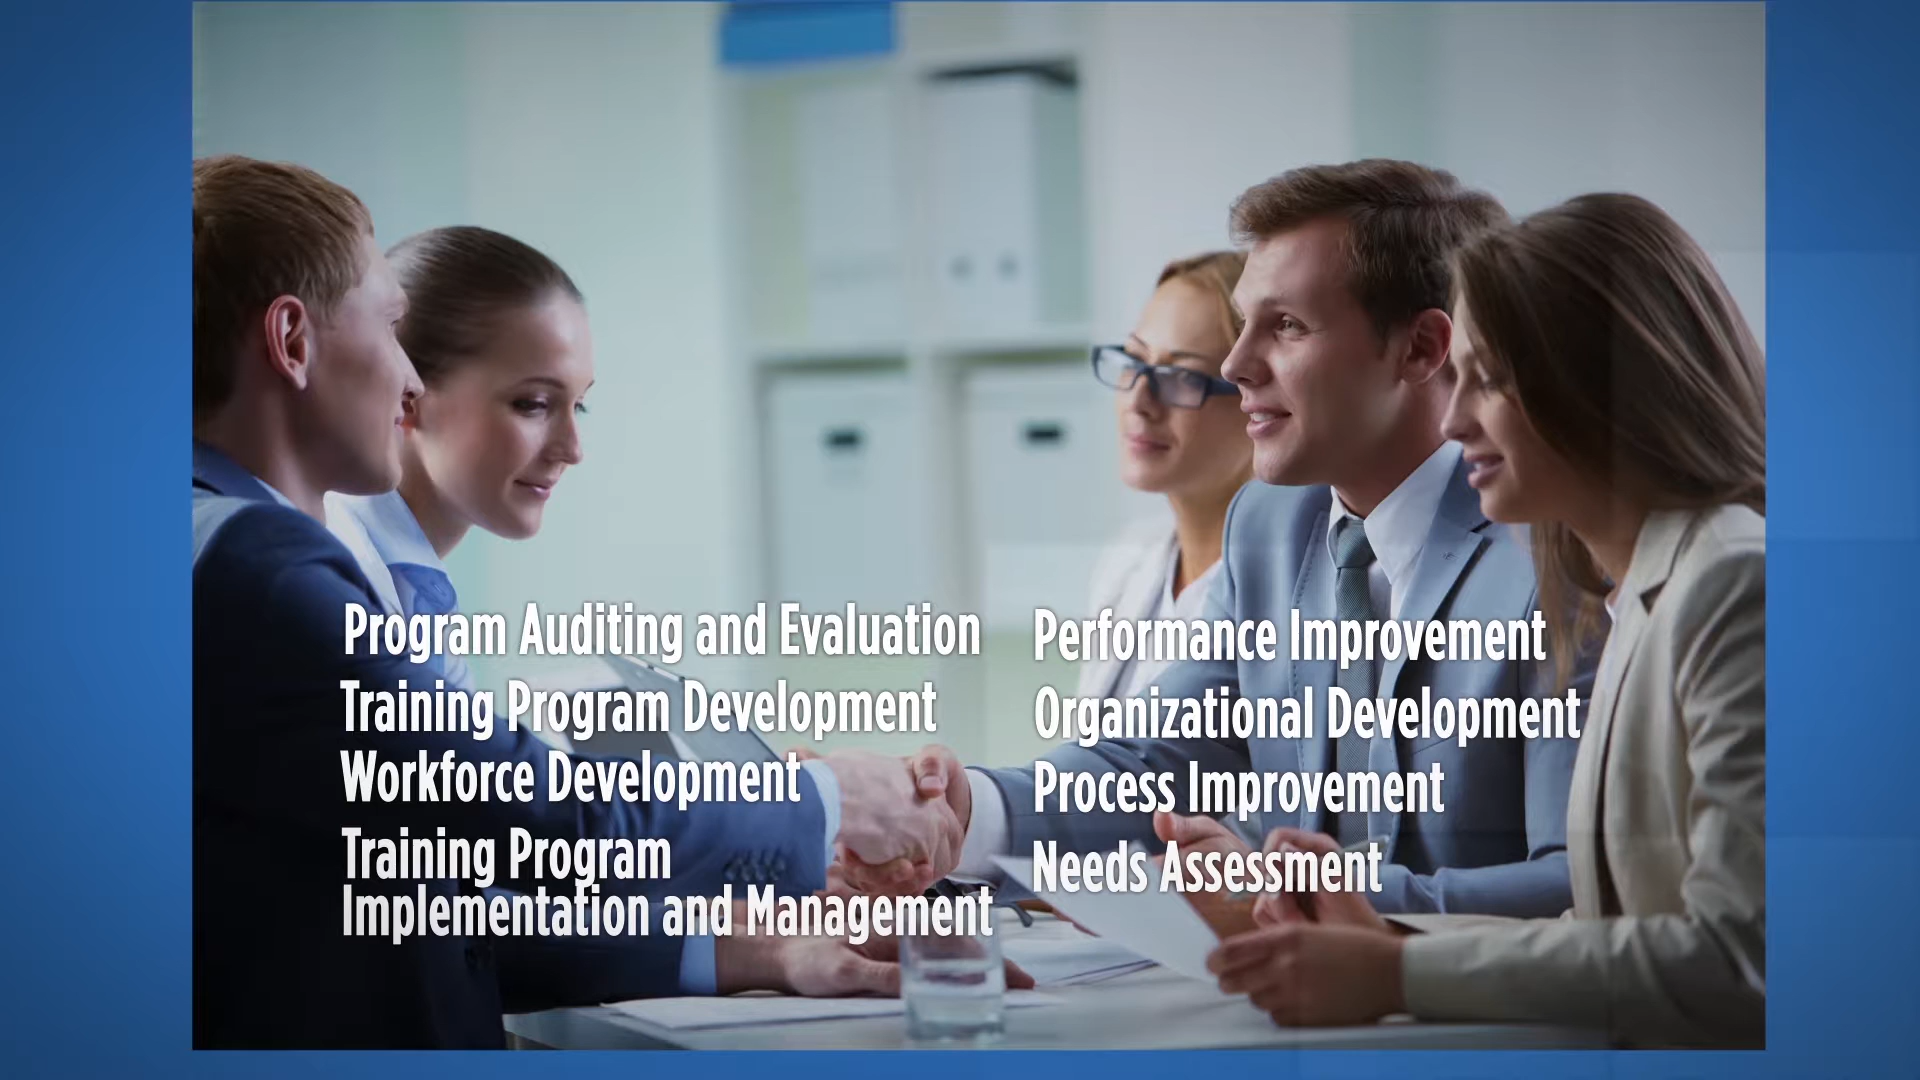 Program Auditing and Evaluation
Training Program Development
Workforce Development
Training Program
Implementation and Management
Performance Improvement
Organizational Development
Process Improvement
Needs Assessment